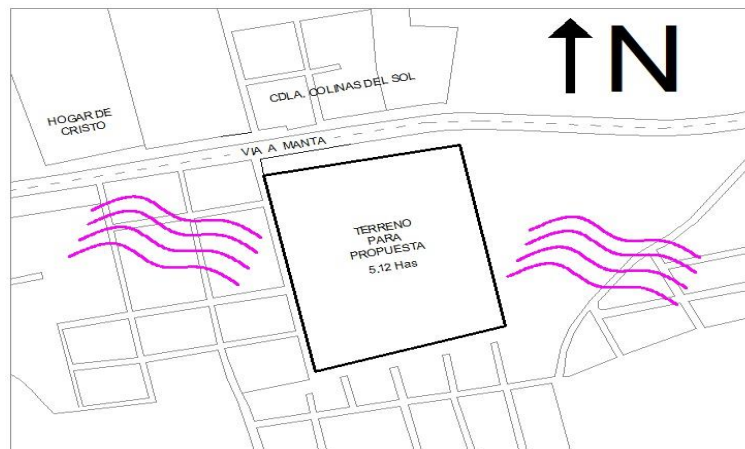 N
CDLA. COLINAS DEL SOL
HOGAR DE
CRISTO
VIA A MANTA
TERRENO
PARA
PROPUESTA
5,12 Has